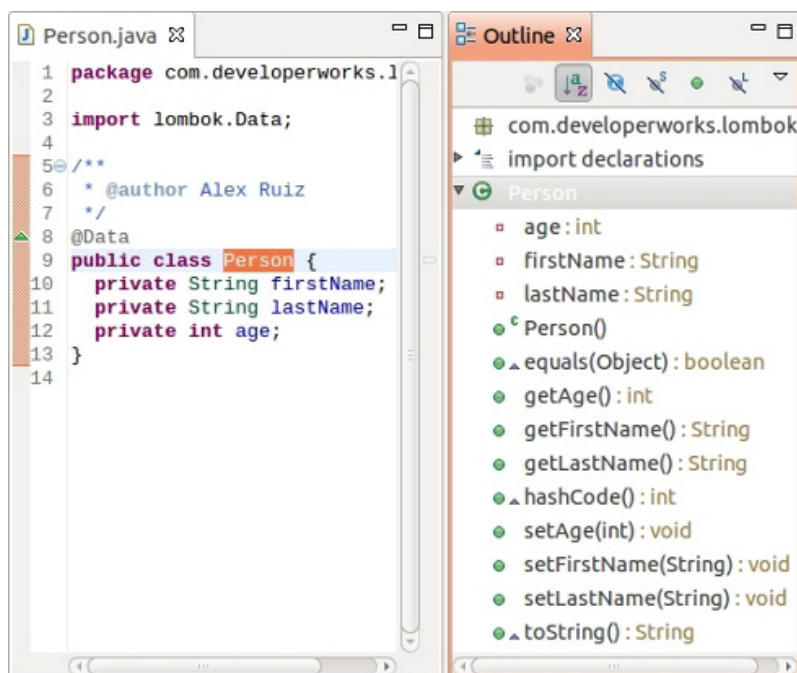 Person.java
1 package com.developerworks.l
2
3 import lombok.Data;
4
5 /**
6 * @author Alex Ruiz
7 */
8 @Data
9 public class Person {
10 private String firstName;
11 private String lastName;
12 private int age;
13 }
14
Outline
com.developerworks.lombok
import declarations
Person
age : int
firstName : String
lastName : String
Person()
equals(Object) : boolean
getAge() : int
getFirstName() : String
getLastName() : String
hashCode() : int
setAge(int) : void
setFirstName(String) : void
setLastName(String) : void
toString() : String